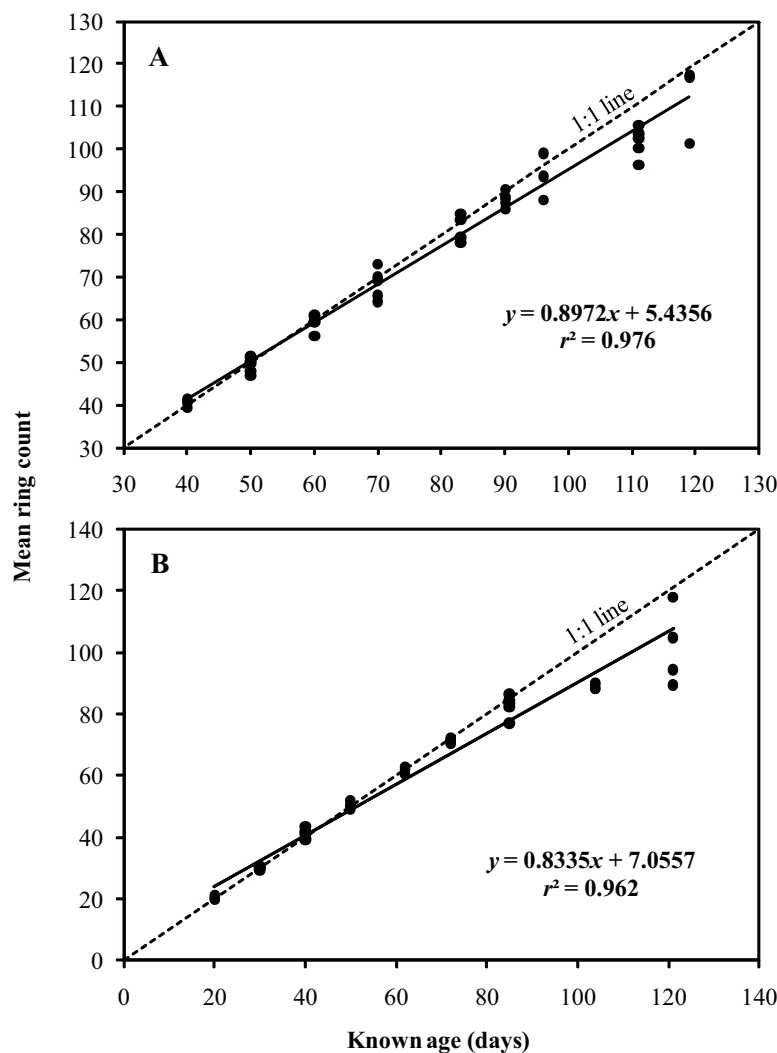 130
120
110
100
90
80
70
60
50
40
30
A
1:1 line
y = 0.8972x + 5.4356
r² = 0.976
30 40 50 60 70 80 90 100 110 120 130
Mean ring count
140
120
100
80
60
40
20
0
B
1:1 line
y = 0.8335x + 7.0557
r² = 0.962
0 20 40 60 80 100 120 140
Known age (days)